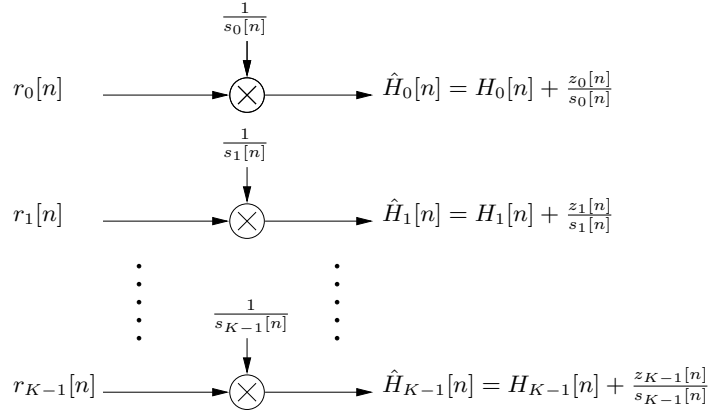 1/s_0[n]
r_0[n] Ĥ_0[n] = H_0[n] + z_0[n]/s_0[n]
1/s_1[n]
r_1[n] Ĥ_1[n] = H_1[n] + z_1[n]/s_1[n]
1/s_{K−1}[n]
r_{K−1}[n] Ĥ_{K−1}[n] = H_{K−1}[n] + z_{K−1}[n]/s_{K−1}[n]